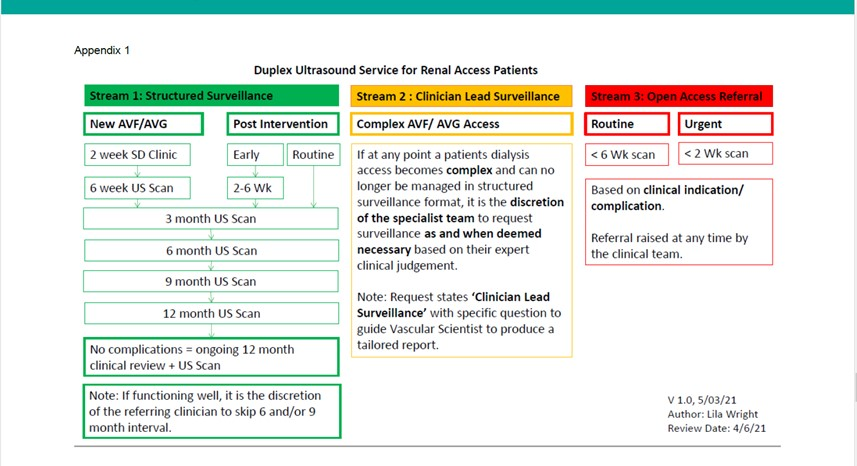 Appendix 1
Duplex Ultrasound Service for Renal Access Patients
Stream 1: Structured Surveillance
New AVF/AVG
Post Intervention
2 week SD Clinic
Early
Routine
6 week US Scan
2-6 Wk
3 month US Scan
6 month US Scan
9 month US Scan
12 month US Scan
No complications = ongoing 12 month
clinical review + US Scan
Note: If functioning well, it is the discretion
of the referring clinician to skip 6 and/or 9
month interval.
Stream 2 : Clinician Lead Surveillance
Complex AVF/ AVG Access
If at any point a patients dialysis
access becomes complex and can no
longer be managed in structured
surveillance format, it is the discretion
of the specialist team to request
surveillance as and when deemed
necessary based on their expert
clinical judgement.
Note: Request states ‘Clinician Lead
Surveillance’ with specific question to
guide Vascular Scientist to produce a
tailored report.
Stream 3: Open Access Referral
Routine
Urgent
< 6 Wk scan
< 2 Wk scan
Based on clinical indication/
complication.
Referral raised at any time by
the clinical team.
V 1.0, 5/03/21
Author: Lila Wright
Review Date: 4/6/21